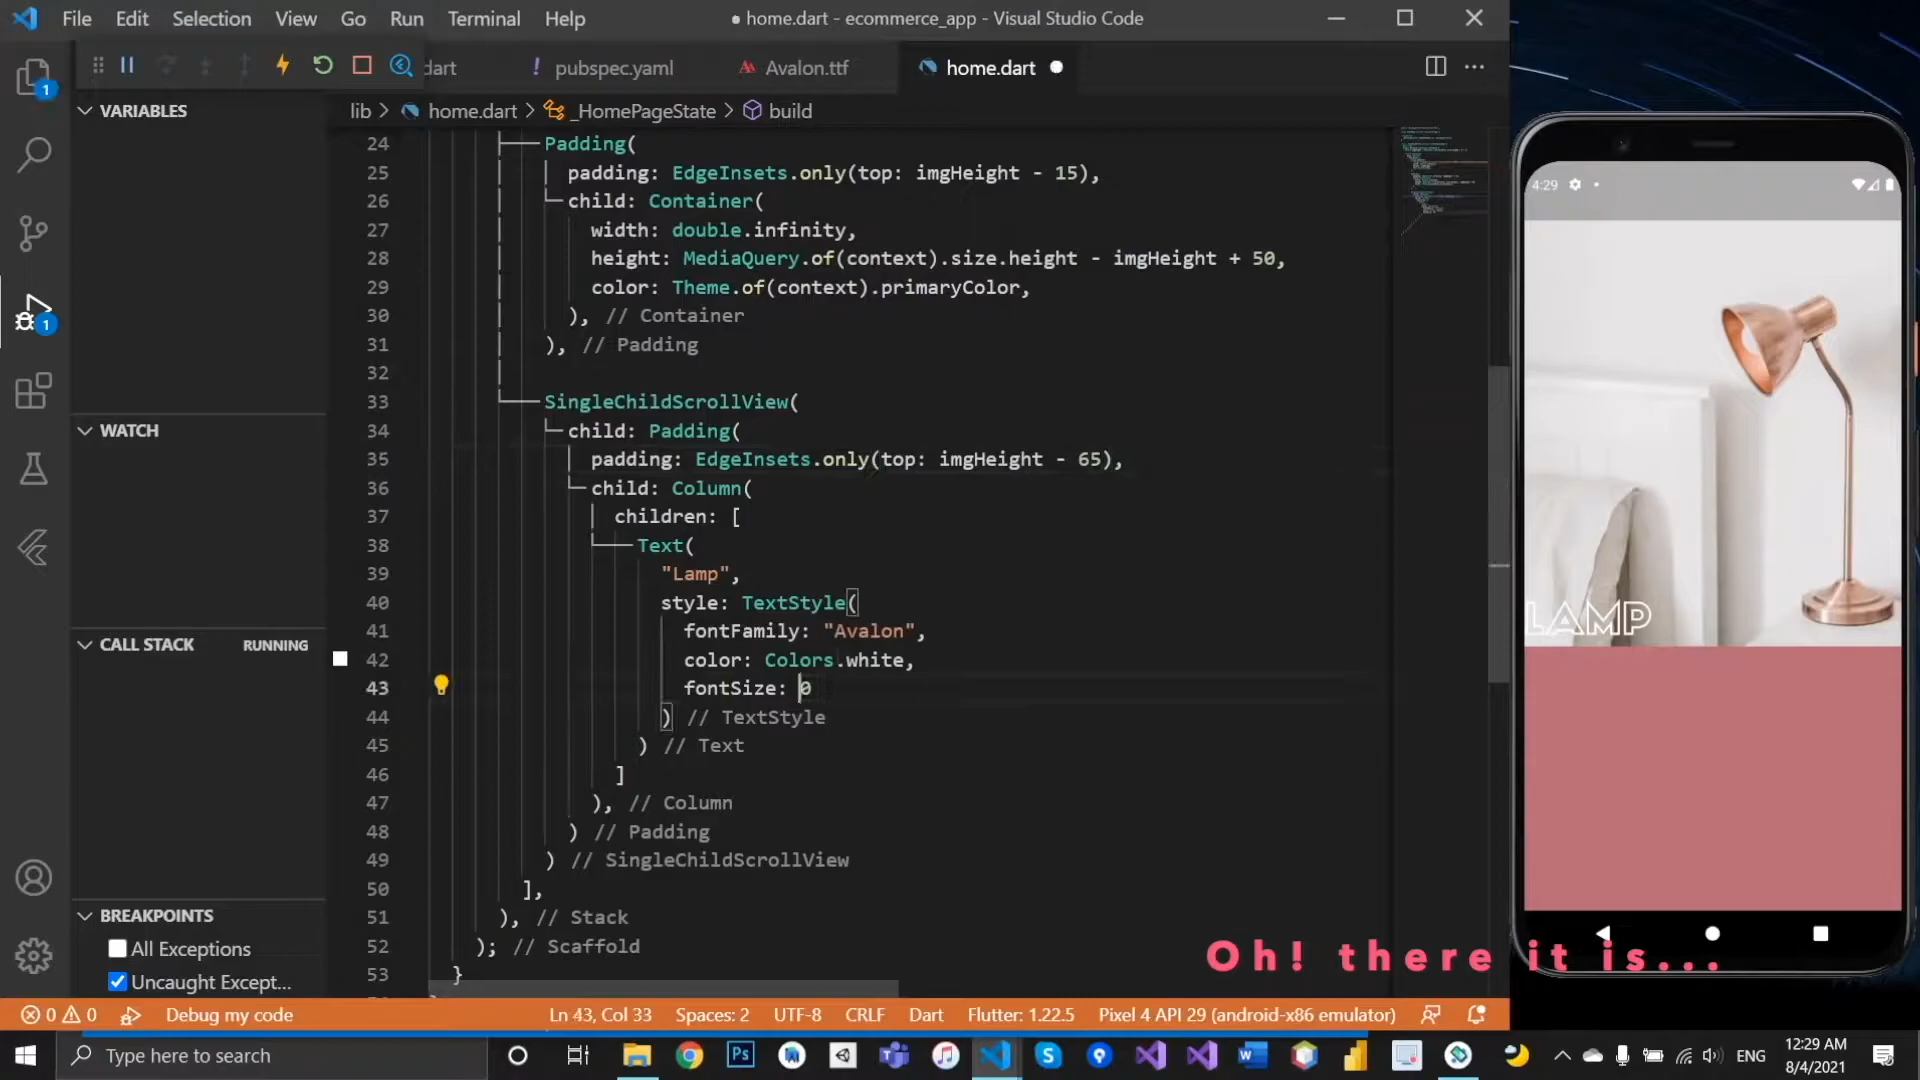 File Edit Selection View Go Run Terminal Help
home.dart - ecommerce_app - Visual Studio Code
dart
! pubspec.yaml
Avalon.ttf
home.dart
VARIABLES
WATCH
CALL STACK
RUNNING
BREAKPOINTS
All Exceptions
Uncaught Except...
1
1
lib > home.dart > _HomePageState > build
24 Padding(
25 padding: EdgeInsets.only(top: imgHeight - 15),
26 child: Container(
27 width: double.infinity,
28 height: MediaQuery.of(context).size.height - imgHeight + 50,
29 color: Theme.of(context).primaryColor,
30 ), // Container
31 ), // Padding
32
33 SingleChildScrollView(
34 child: Padding(
35 padding: EdgeInsets.only(top: imgHeight - 65),
36 child: Column(
37 children: [
38 Text(
39 "Lamp",
40 style: TextStyle(
41 fontFamily: "Avalon",
42 color: Colors.white,
43 fontSize: 0
44 ) // TextStyle
45 ) // Text
46 ]
47 ), // Column
48 ) // Padding
49 ) // SingleChildScrollView
50 ],
51 ), // Stack
52 ); // Scaffold
53 }
4:29
LAMP
Oh! there it is...
0 0 Debug my code
Ln 43, Col 33 Spaces: 2 UTF-8 CRLF Dart Flutter: 1.22.5 Pixel 4 API 29 (android-x86 emulator)
Type here to search
Ps
ENG
12:29 AM
8/4/2021